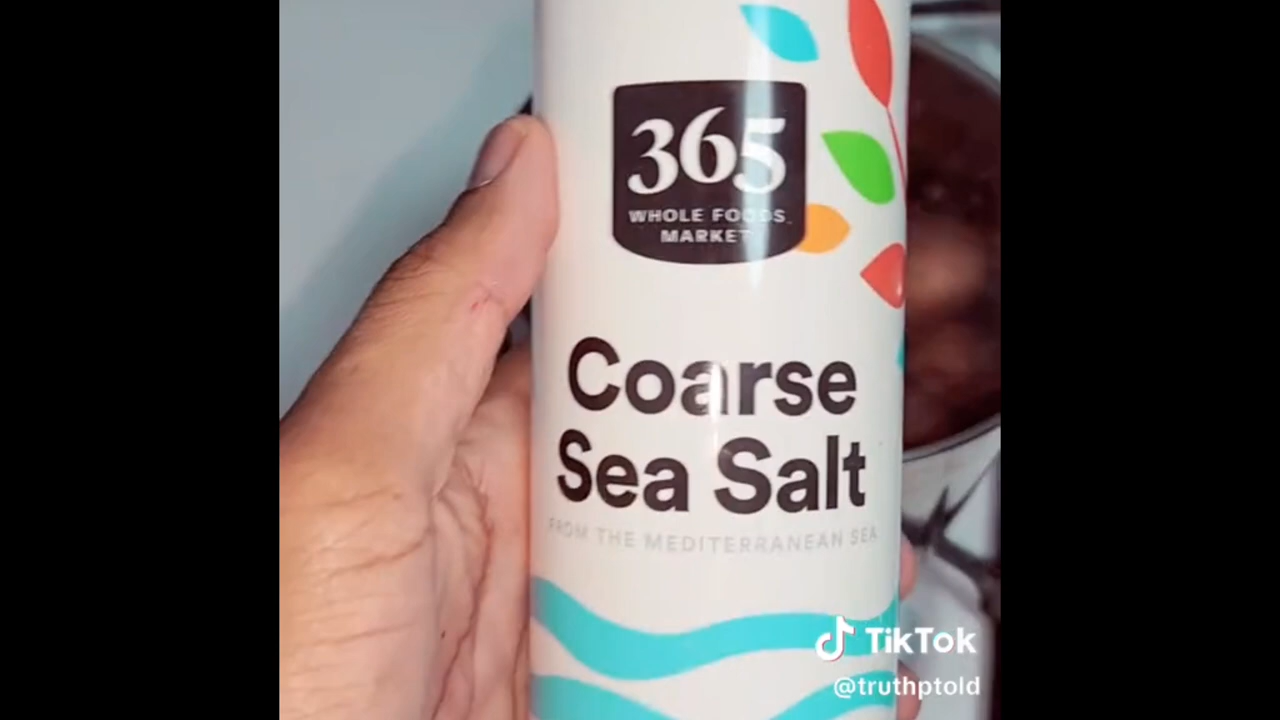 365
WHOLE FOODS
MARKET
Coarse
Sea Salt
FROM THE MEDITERRANEAN SEA
TikTok
@truthptold